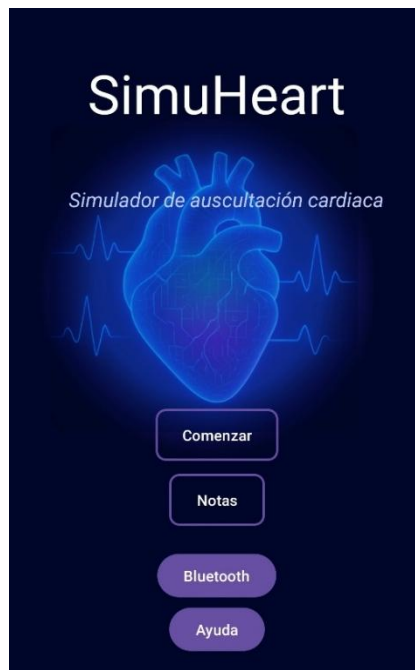 SimuHeart
Simulador de auscultación cardiaca
Comenzar
Notas
Bluetooth
Ayuda